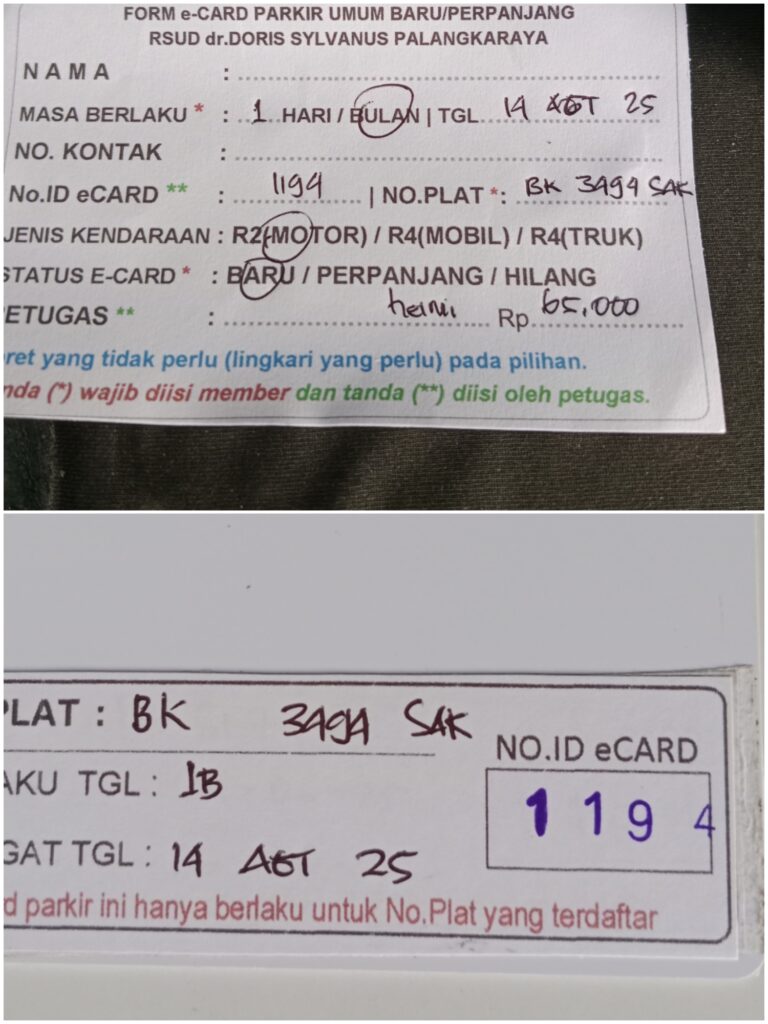 FORM e-CARD PARKIR UMUM BARU/PERPANJANG
RSUD dr.DORIS SYLVANUS PALANGKARAYA
N A M A :
MASA BERLAKU * : 1 HARI / BULAN | TGL 14 AGT 25
NO. KONTAK :
No.ID eCARD ** : 1194 | NO.PLAT *: BK 3494 SAK
JENIS KENDARAAN : R2(MOTOR) / R4(MOBIL) / R4(TRUK)
STATUS E-CARD * : BARU / PERPANJANG / HILANG
ETUGAS ** : Rp 65.000
ret yang tidak perlu (lingkari yang perlu) pada pilihan.
nda (*) wajib diisi member dan tanda (**) diisi oleh petugas.
PLAT : BK 3494 SAK
NO.ID eCARD
1194
AKU TGL : 1B
GAT TGL : 14 AGT 25
d parkir ini hanya berlaku untuk No.Plat yang terdaftar